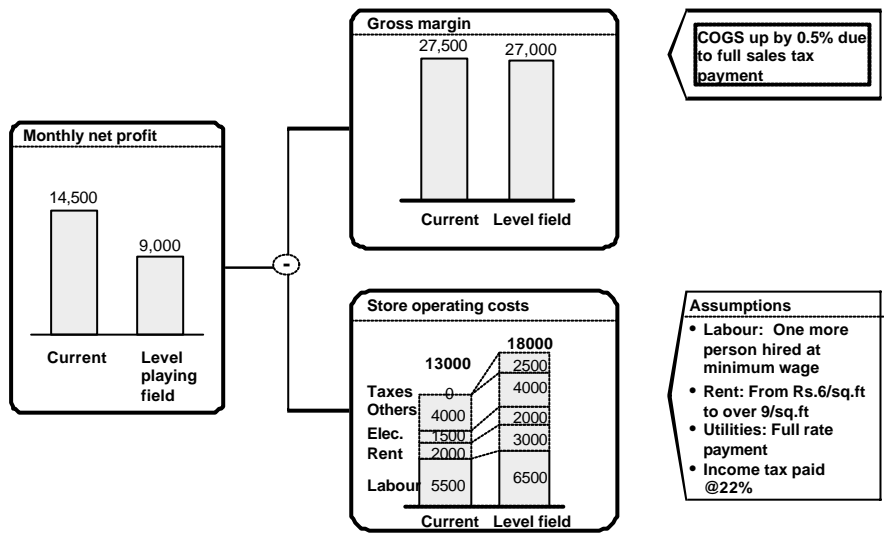 Gross margin
27,500
27,000
Current
Level field
COGS up by 0.5% due
to full sales tax
payment
Monthly net profit
14,500
9,000
Current
Level
playing
field
-
Store operating costs
13000
18000
Taxes
0
2500
Others
4000
4000
Elec.
1500
2000
Rent
2000
3000
Labour
5500
6500
Current
Level field
Assumptions
• Labour: One more
person hired at
minimum wage
• Rent: From Rs.6/sq.ft
to over 9/sq.ft
• Utilities: Full rate
payment
• Income tax paid
@22%